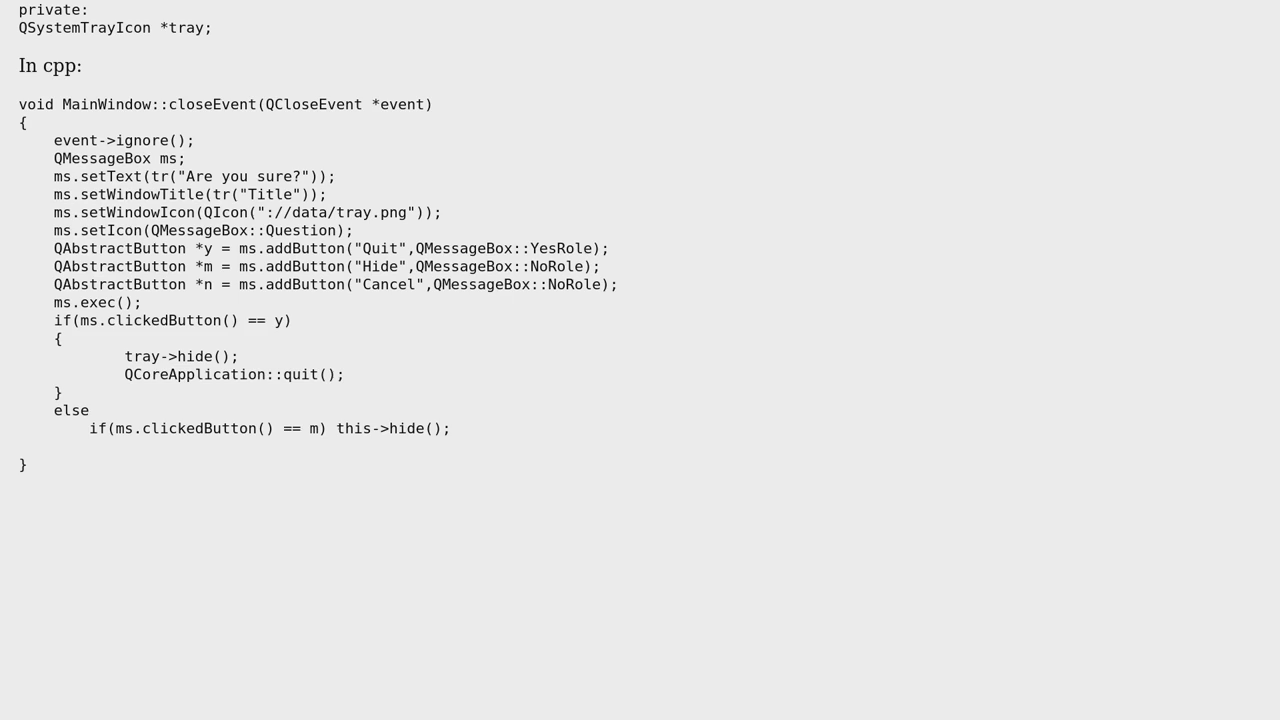 private:
QSystemTrayIcon *tray;
In cpp:
void MainWindow::closeEvent(QCloseEvent *event)
{
    event->ignore();
    QMessageBox ms;
    ms.setText(tr("Are you sure?"));
    ms.setWindowTitle(tr("Title"));
    ms.setWindowIcon(QIcon("://data/tray.png"));
    ms.setIcon(QMessageBox::Question);
    QAbstractButton *y = ms.addButton("Quit",QMessageBox::YesRole);
    QAbstractButton *m = ms.addButton("Hide",QMessageBox::NoRole);
    QAbstractButton *n = ms.addButton("Cancel",QMessageBox::NoRole);
    ms.exec();
    if(ms.clickedButton() == y)
    {
            tray->hide();
            QCoreApplication::quit();
    }
    else
        if(ms.clickedButton() == m) this->hide();
}